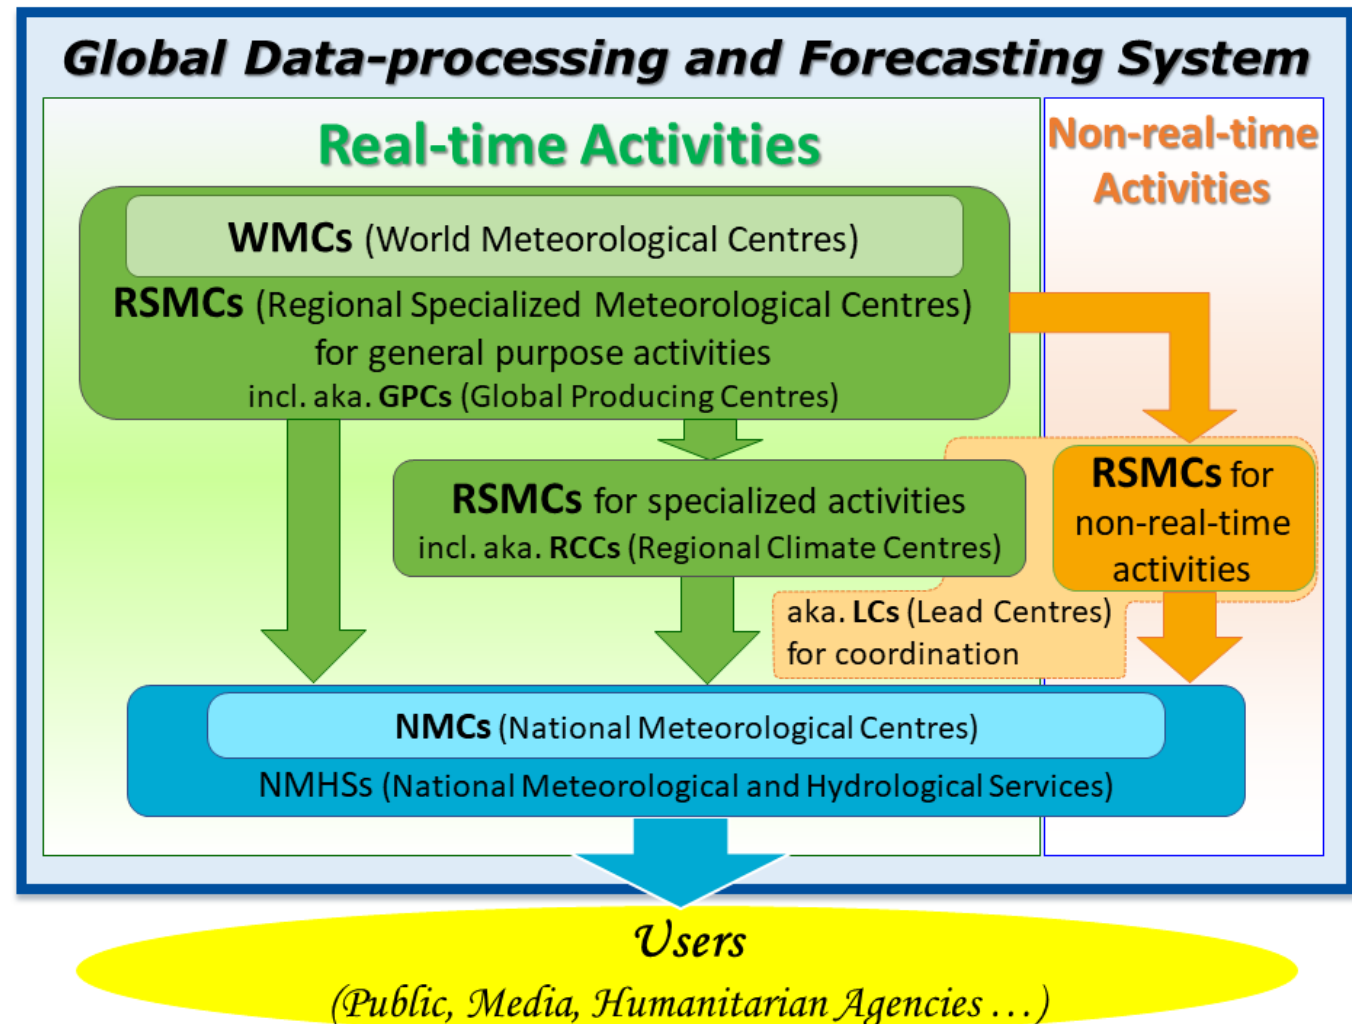 Global Data-processing and Forecasting System
Real-time Activities
Non-real-time
Activities
WMCs (World Meteorological Centres)
RSMCs (Regional Specialized Meteorological Centres)
for general purpose activities
incl. aka. GPCs (Global Producing Centres)
RSMCs for specialized activities
incl. aka. RCCs (Regional Climate Centres)
RSMCs for
non-real-time
activities
aka. LCs (Lead Centres)
for coordination
NMCs (National Meteorological Centres)
NMHSs (National Meteorological and Hydrological Services)
Users
(Public, Media, Humanitarian Agencies …)